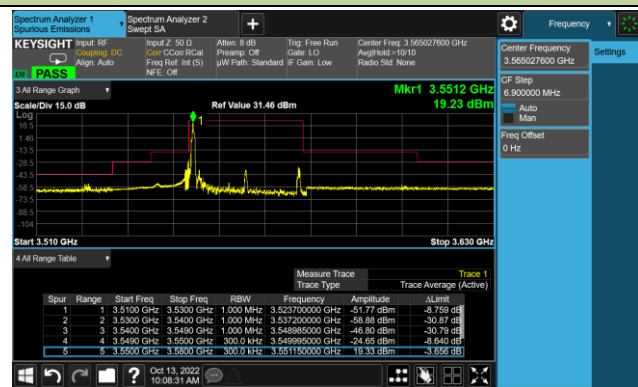 Spectrum Analyzer 1
Spurious Emissions
Spectrum Analyzer 2
Swept SA
+
Frequency
KEYSIGHT
Input: RF
Coupling: DC
Align: Auto
Input Z: 50 Ω
Corr CCorr RCal
Freq Ref: Int (S)
NFE: Off
Atten: 8 dB
Preamp: Off
µW Path: Standard
Trig: Free Run
Gate: LO
IF Gain: Low
Center Freq: 3.565027600 GHz
Avg|Hold:>10/10
Radio Std: None
PASS
Center Frequency
3.565027600 GHz
Settings
CF Step
6.900000 MHz
Auto
Man
Freq Offset
0 Hz
3 All Range Graph
Mkr1 3.5512 GHz
Scale/Div 15.0 dB
Ref Value 31.46 dBm
19.23 dBm
Log
16.5
1.46
-13.5
-28.5
-43.5
-58.5
-73.5
-88.5
-104
1
Start 3.510 GHz
Stop 3.630 GHz
4 All Range Table
Measure Trace Trace 1
Trace Type Trace Average (Active)
Spur Range Start Freq Stop Freq RBW Frequency Amplitude ΔLimit
1 1 3.5100 GHz 3.5300 GHz 1.000 MHz 3.523700000 GHz -51.77 dBm -8.759 dB
2 2 3.5300 GHz 3.5400 GHz 1.000 MHz 3.537200000 GHz -58.88 dBm -30.87 dB
3 3 3.5400 GHz 3.5490 GHz 1.000 MHz 3.548985000 GHz -46.80 dBm -30.79 dB
4 4 3.5490 GHz 3.5500 GHz 300.0 kHz 3.549995000 GHz -24.65 dBm -8.640 dB
5 5 3.5500 GHz 3.5800 GHz 300.0 kHz 3.551150000 GHz 19.33 dBm -3.656 dB
?
Oct 13, 2022
10:08:31 AM